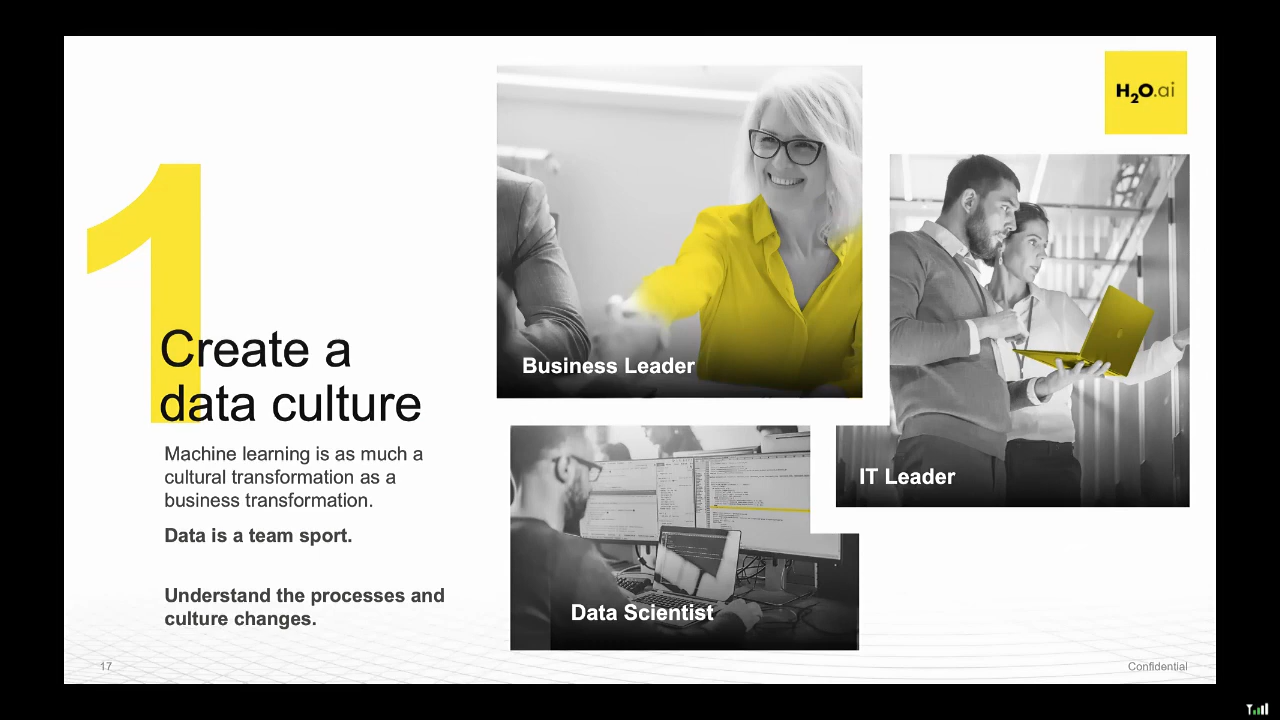 H2O.ai
1
Create a
data culture
Machine learning is as much a
cultural transformation as a
business transformation.
Data is a team sport.
Understand the processes and
culture changes.
Business Leader
IT Leader
Data Scientist
17
Confidential